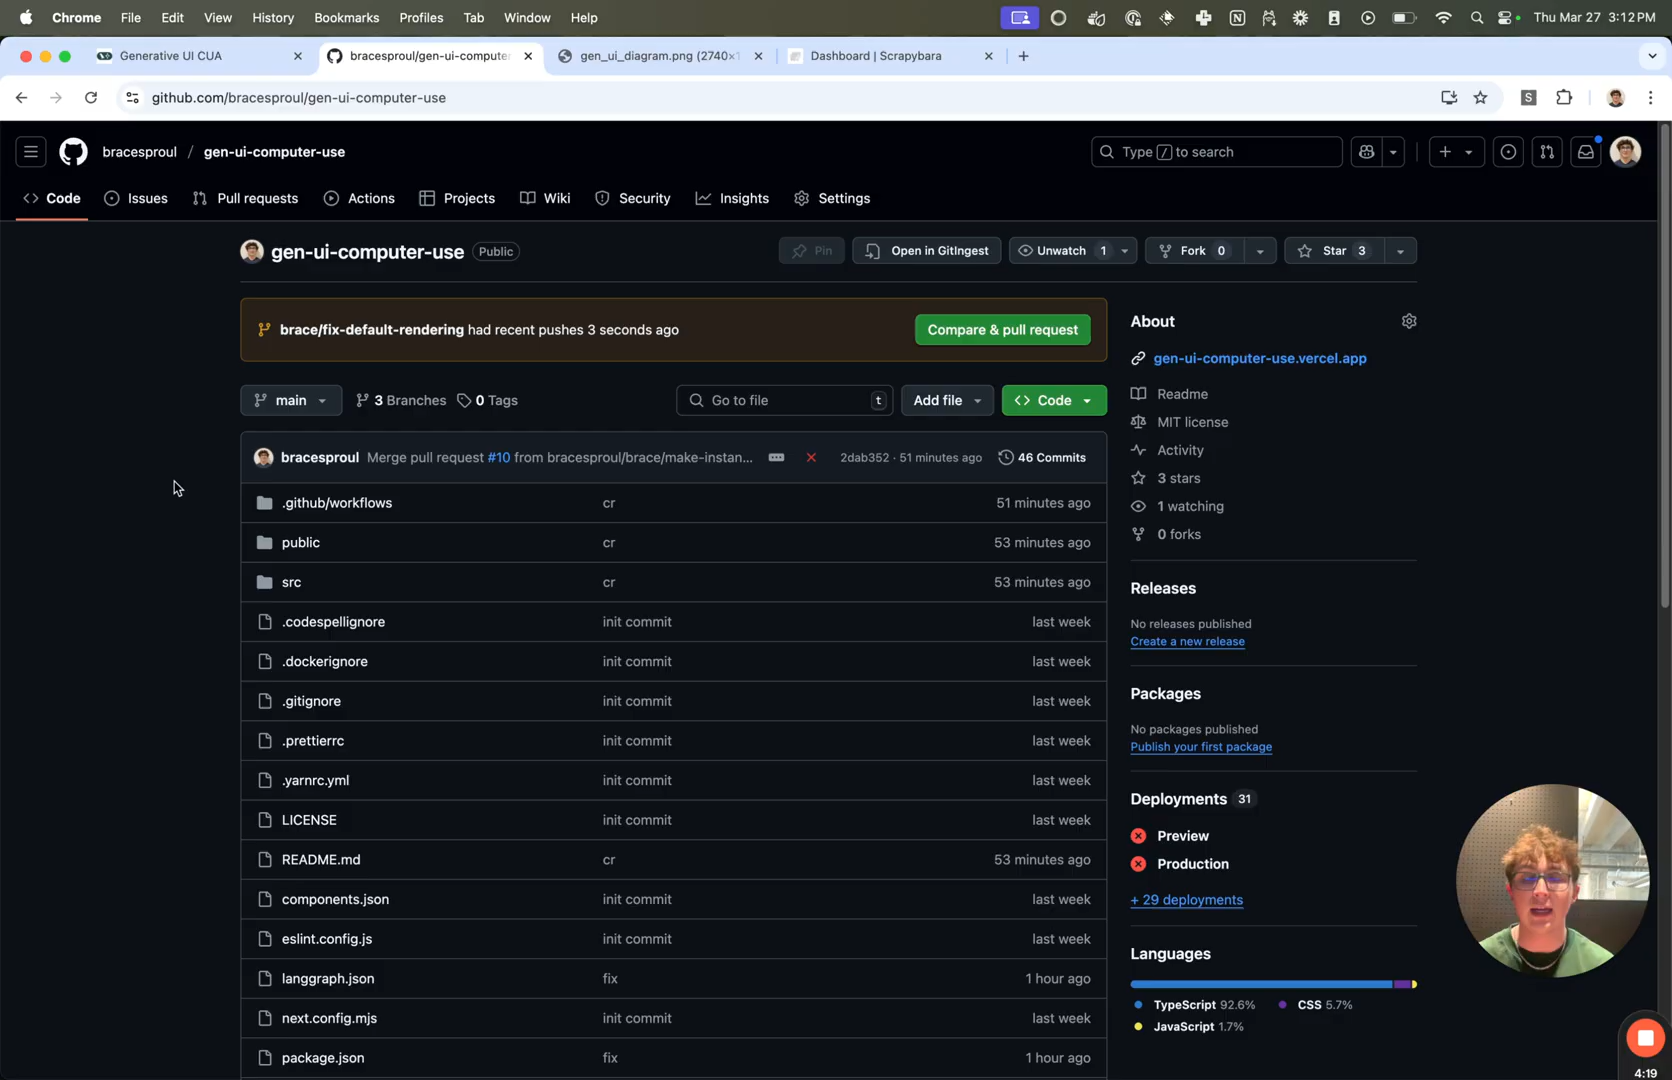 Chrome File Edit View History Bookmarks Profiles Tab Window Help Thu Mar 27 3:12 PM
Generative UI CUA bracesproul/gen-ui-compute gen_ui_diagram.png (2740× Dashboard | Scrapybara
github.com/bracesproul/gen-ui-computer-use S
bracesproul / gen-ui-computer-use Type / to search
Code Issues Pull requests Actions Projects Wiki Security Insights Settings
gen-ui-computer-use Public Pin Open in GitIngest Unwatch 1 Fork 0 Star 3
brace/fix-default-rendering had recent pushes 3 seconds ago Compare & pull request
main 3 Branches 0 Tags Go to file t Add file Code
bracesproul Merge pull request #10 from bracesproul/brace/make-instan... 2dab352 · 51 minutes ago 46 Commits
.github/workflows cr 51 minutes ago
public cr 53 minutes ago
src cr 53 minutes ago
.codespellignore init commit last week
.dockerignore init commit last week
.gitignore init commit last week
.prettierrc init commit last week
.yarnrc.yml init commit last week
LICENSE init commit last week
README.md cr 53 minutes ago
components.json init commit last week
eslint.config.js init commit last week
langgraph.json fix 1 hour ago
next.config.mjs init commit last week
package.json fix 1 hour ago
About
gen-ui-computer-use.vercel.app
Readme
MIT license
Activity
3 stars
1 watching
0 forks
Releases
No releases published
Create a new release
Packages
No packages published
Publish your first package
Deployments 31
Preview
Production
+ 29 deployments
Languages
TypeScript 92.6% CSS 5.7%
JavaScript 1.7%
4:19